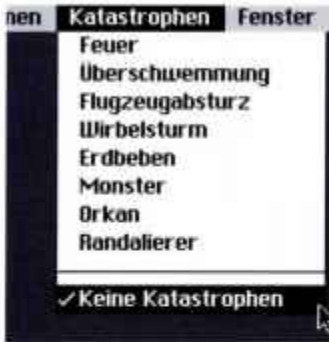 nen Katastrophen Fenster
Feuer
Überschwemmung
Flugzeugabsturz
Wirbelsturm
Erdbeben
Monster
Orkan
Randalierer
✓ Keine Katastrophen